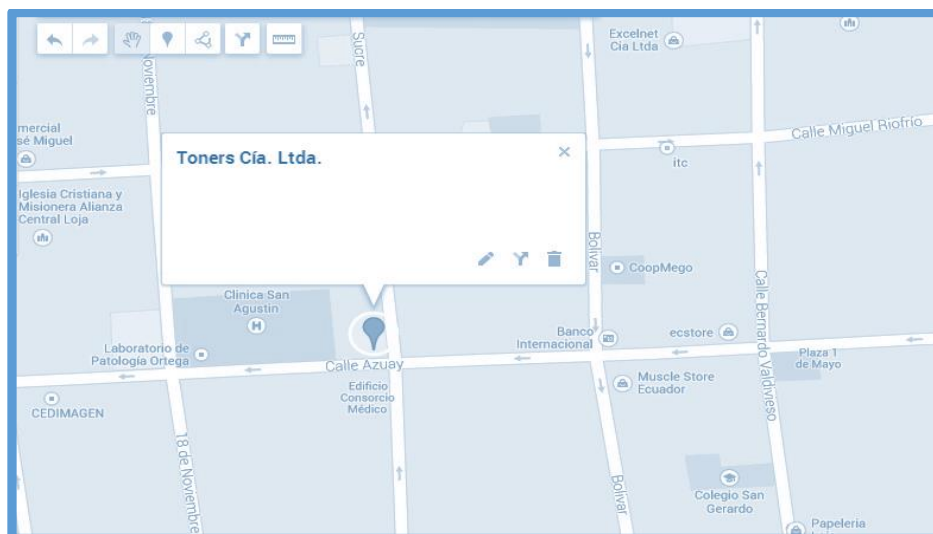 Excelnet
Cía Ltda
Noviembre
Sucre
mercial
sé Miguel
Calle Miguel Riofrío
Toners Cía. Ltda.
itc
Iglesia Cristiana y
Misionera Alianza
Central Loja
Bolívar
CoopMego
Clinica San
Agustin
Calle Bernardo Valdivieso
Laboratorio de
Patología Ortega
Banco
Internacional
ecstore
Calle Azuay
Plaza 1
de Mayo
Edificio
Consorcio
Médico
Muscle Store
Ecuador
CEDIMAGEN
18 de Noviembre
Bolívar
Colegio San
Gerardo
Papeleria